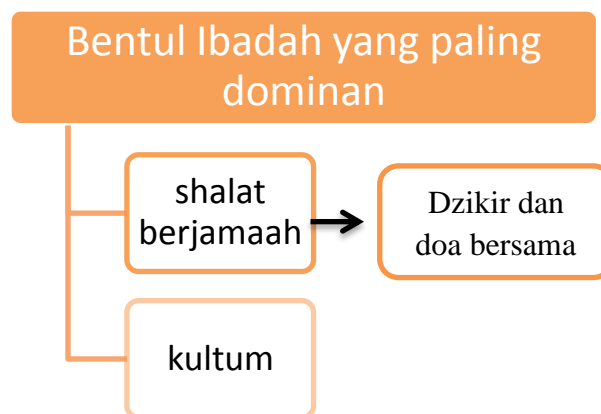 Bentul Ibadah yang paling
dominan
shalat
berjamaah
Dzikir dan
doa bersama
kultum